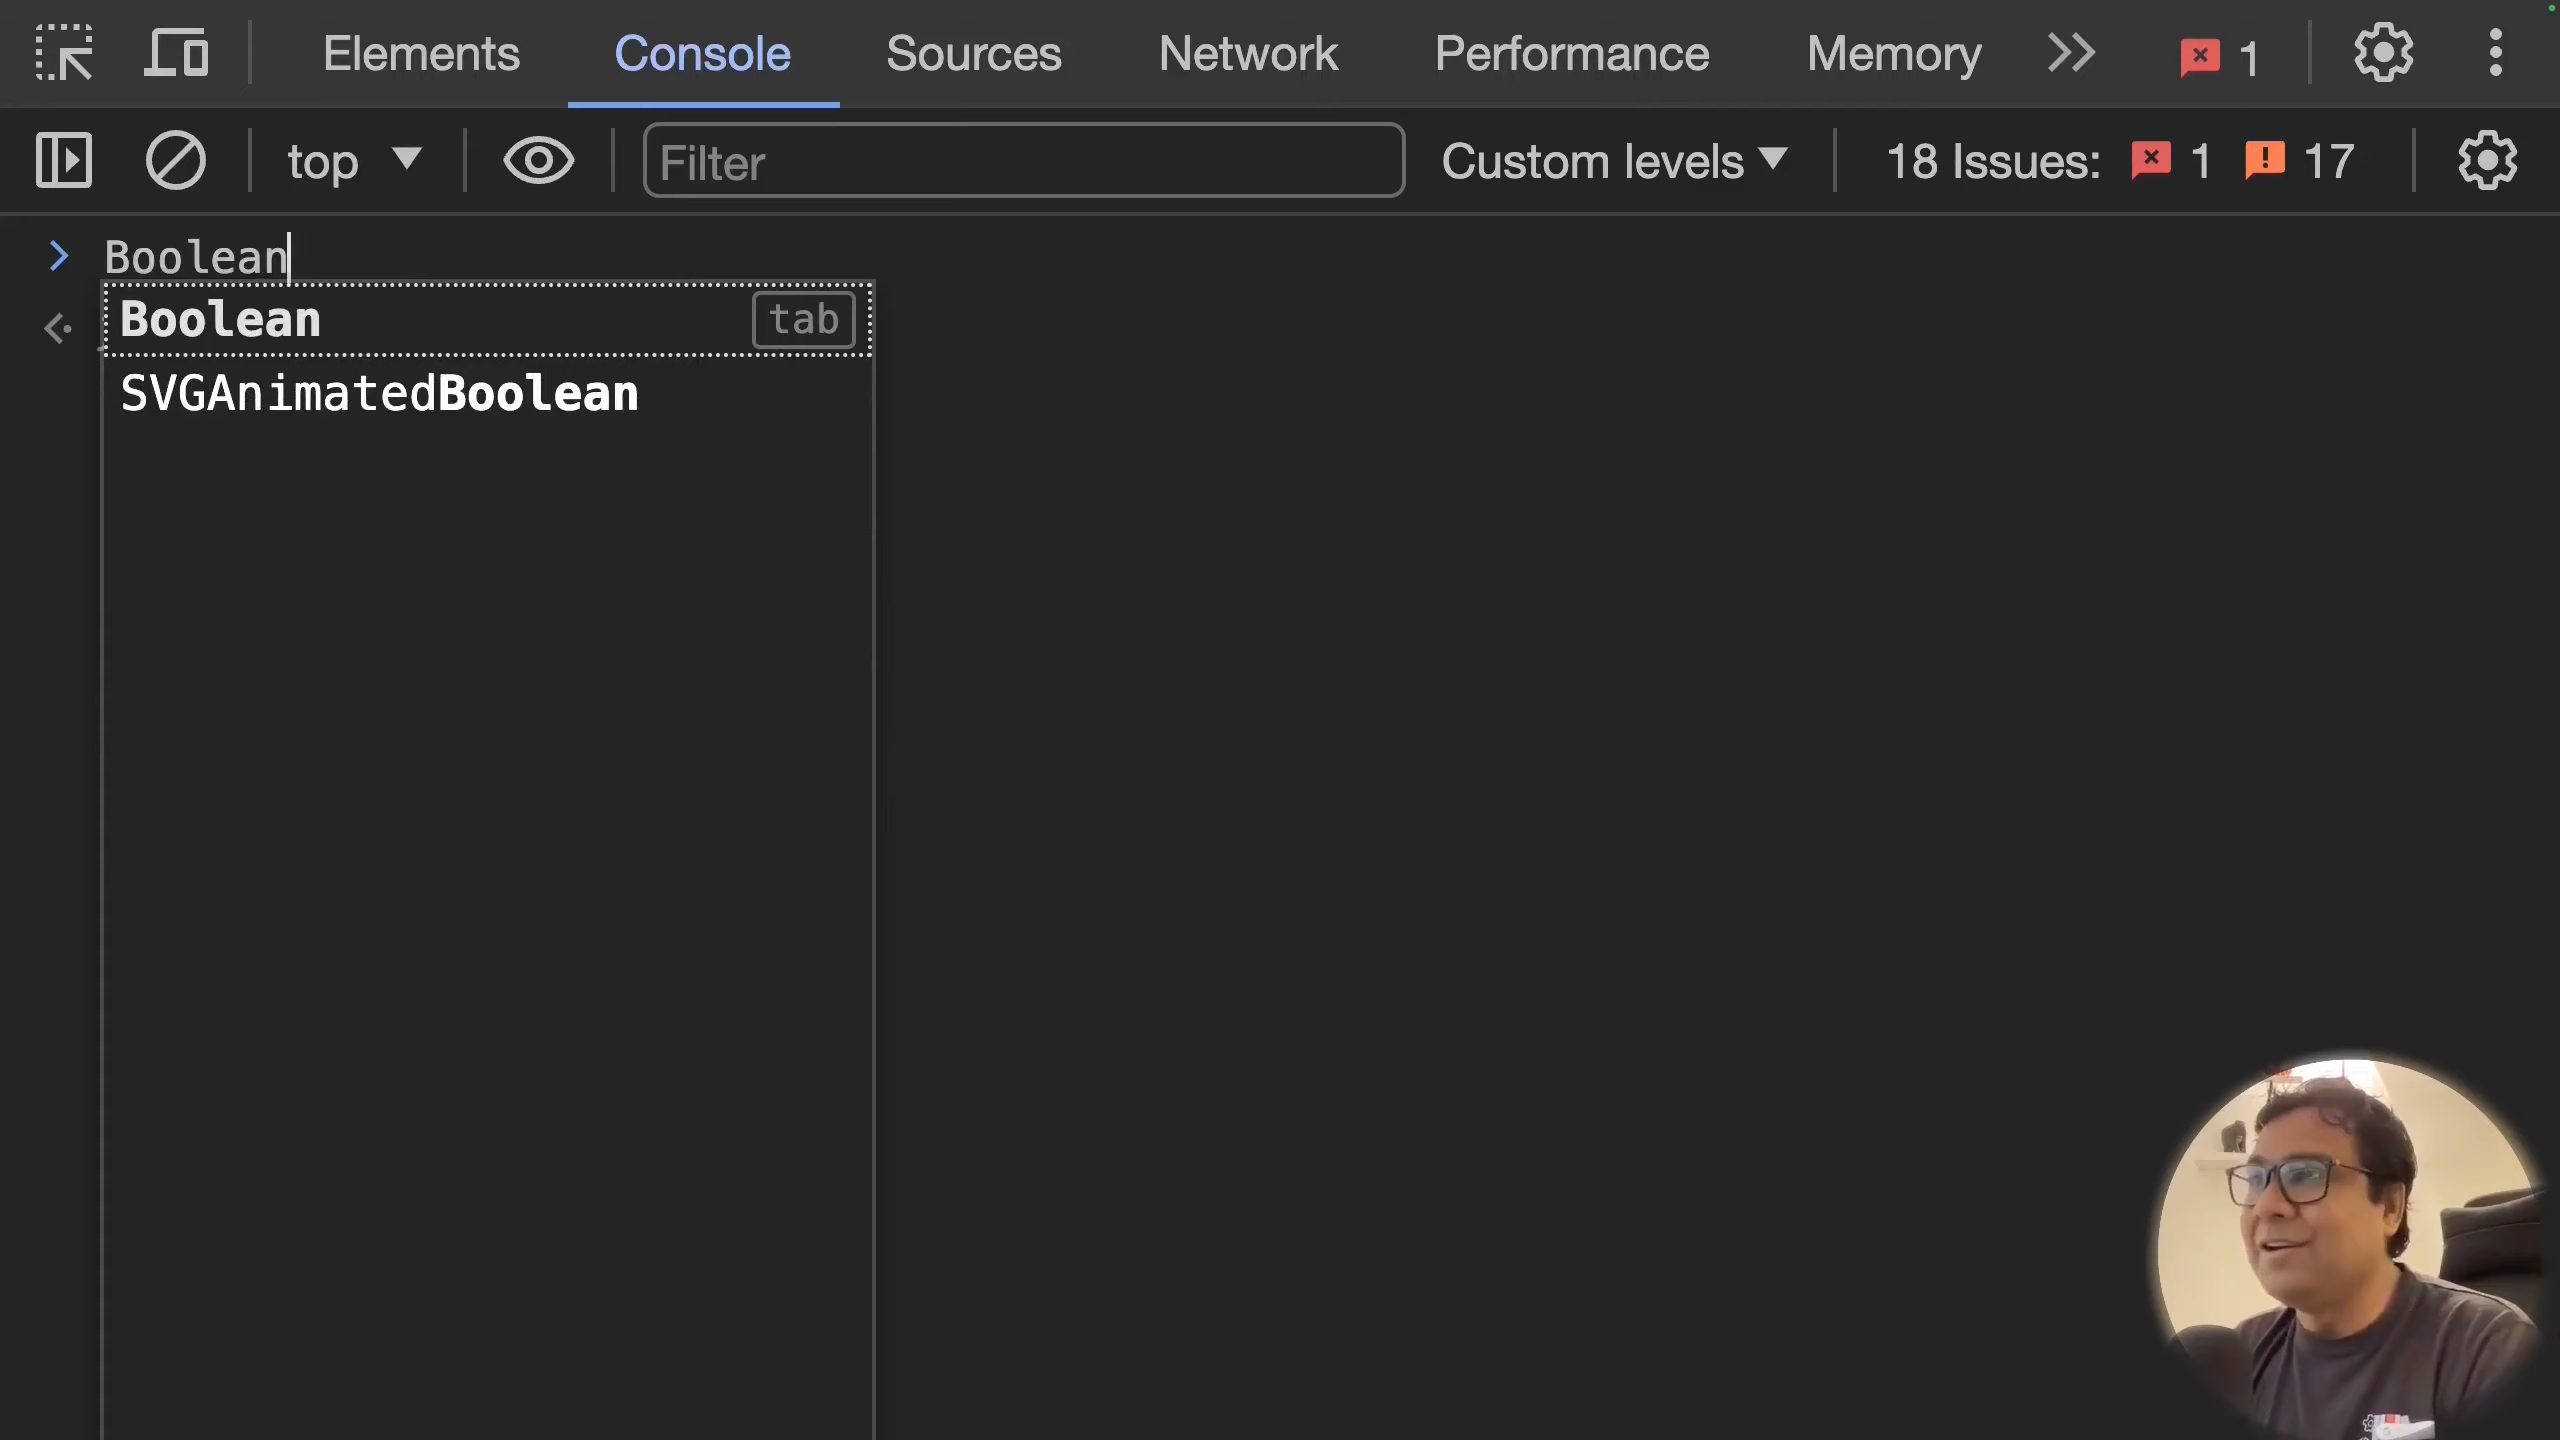 Elements Console Sources Network Performance Memory 1
top Filter Custom levels 18 Issues: 1 17
Boolean
Boolean tab
SVGAnimatedBoolean